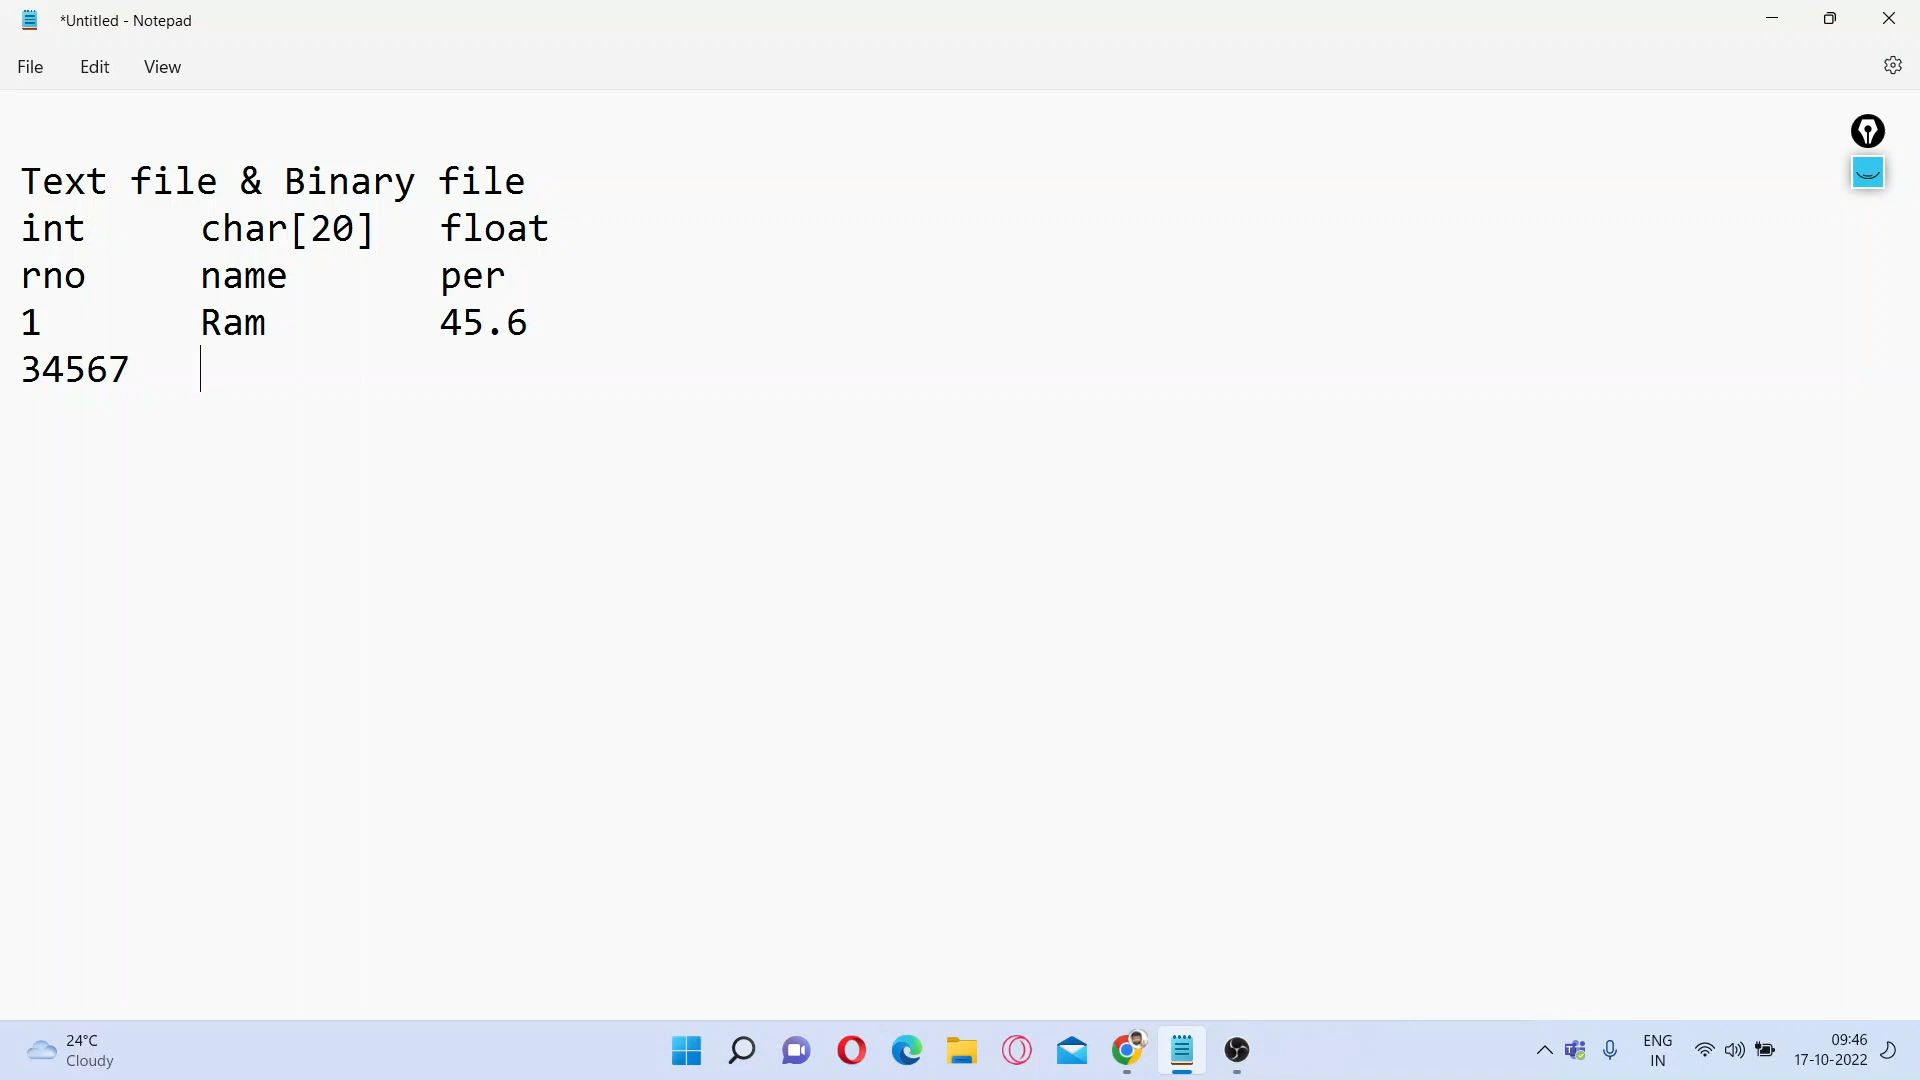 *Untitled - Notepad
File Edit View
Text file & Binary file
int char[20] float
rno name per
1 Ram 45.6
34567
24°C
Cloudy
ENG
IN
09:46
17-10-2022